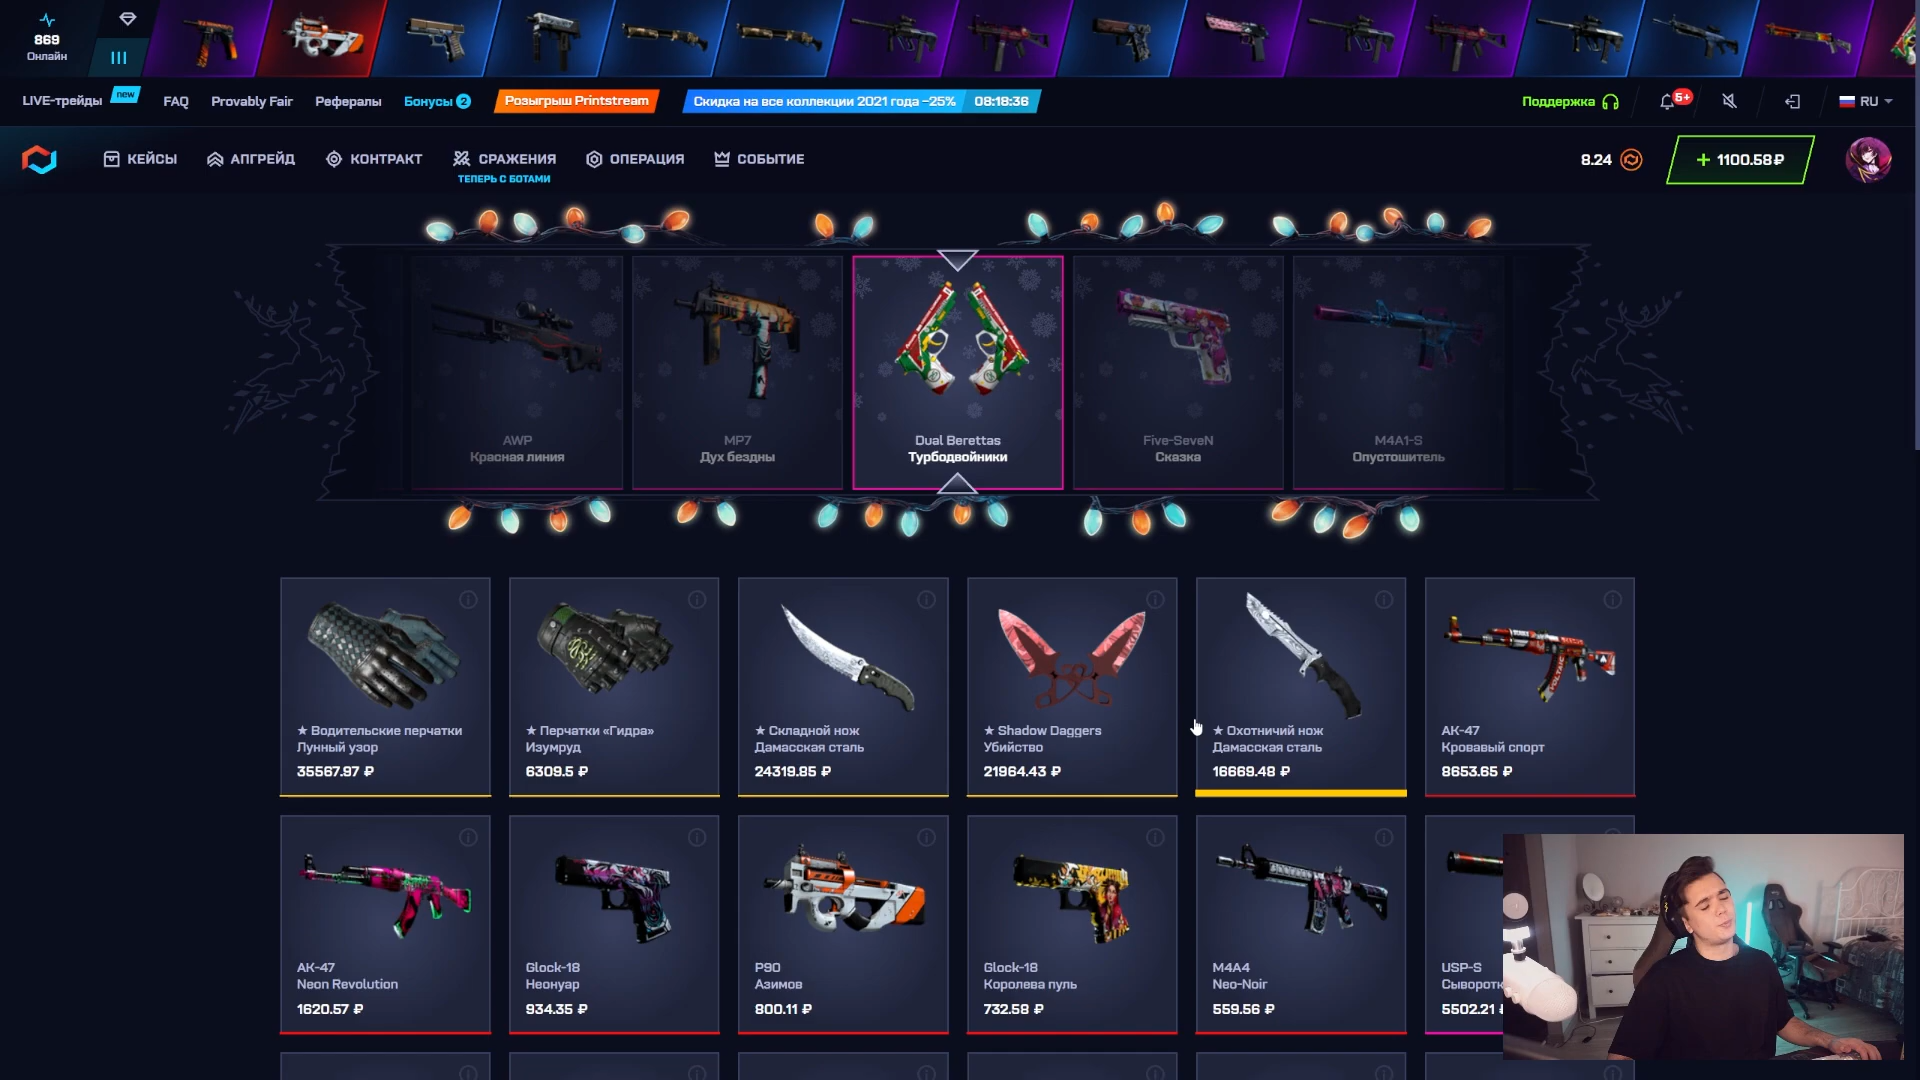 869
Онлайн
LIVE-трейды
new
FAQ
Provably Fair
Рефералы
Бонусы 2
Розыгрыш Printstream
Скидка на все коллекции 2021 года -25%
08:18:36
Поддержка
5+
RU
КЕЙСЫ
АПГРЕЙД
КОНТРАКТ
СРАЖЕНИЯ
ТЕПЕРЬ С БОТАМИ
ОПЕРАЦИЯ
СОБЫТИЕ
8.24
+ 1100.58 ₽
AWP
Красная линия
MP7
Дух бездны
Dual Berettas
Турбодвойники
Five-SeveN
Сказка
M4A1-S
Опустошитель
★ Водительские перчатки
Лунный узор
35567.97 ₽
★ Перчатки «Гидра»
Изумруд
6309.5 ₽
★ Складной нож
Дамасская сталь
24319.85 ₽
★ Shadow Daggers
Убийство
21964.43 ₽
★ Охотничий нож
Дамасская сталь
16669.48 ₽
AK-47
Кровавый спорт
8653.65 ₽
AK-47
Neon Revolution
1620.57 ₽
Glock-18
Неонуар
934.35 ₽
P90
Азимов
800.11 ₽
Glock-18
Королева пуль
732.58 ₽
M4A4
Neo-Noir
559.56 ₽
USP-S
5502.21